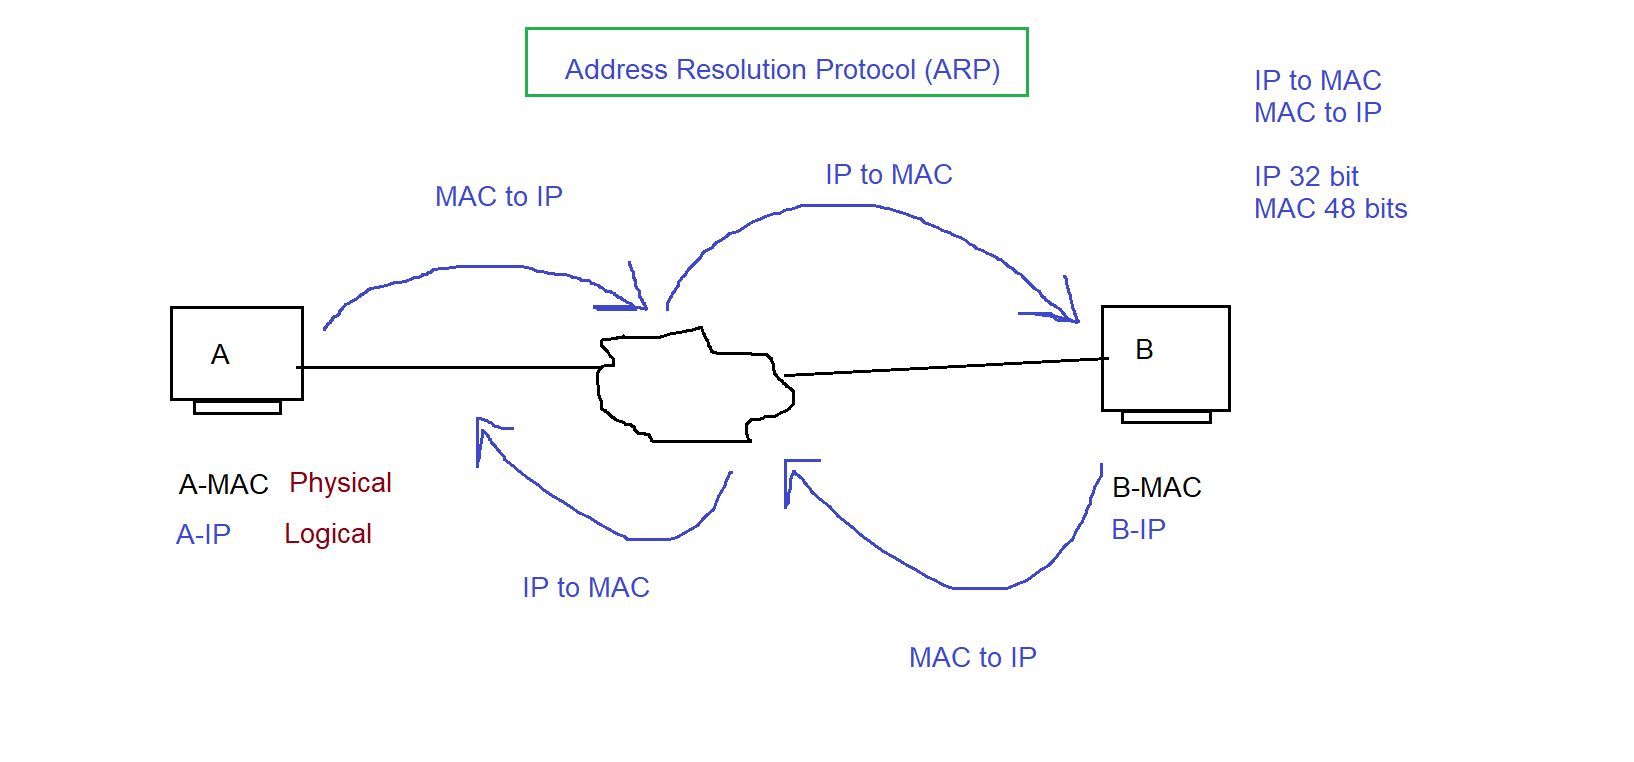 Address Resolution Protocol (ARP)
IP to MAC
MAC to IP
IP 32 bit
MAC 48 bits
MAC to IP
IP to MAC
A
B
A-MAC Physical
A-IP Logical
B-MAC
B-IP
IP to MAC
MAC to IP